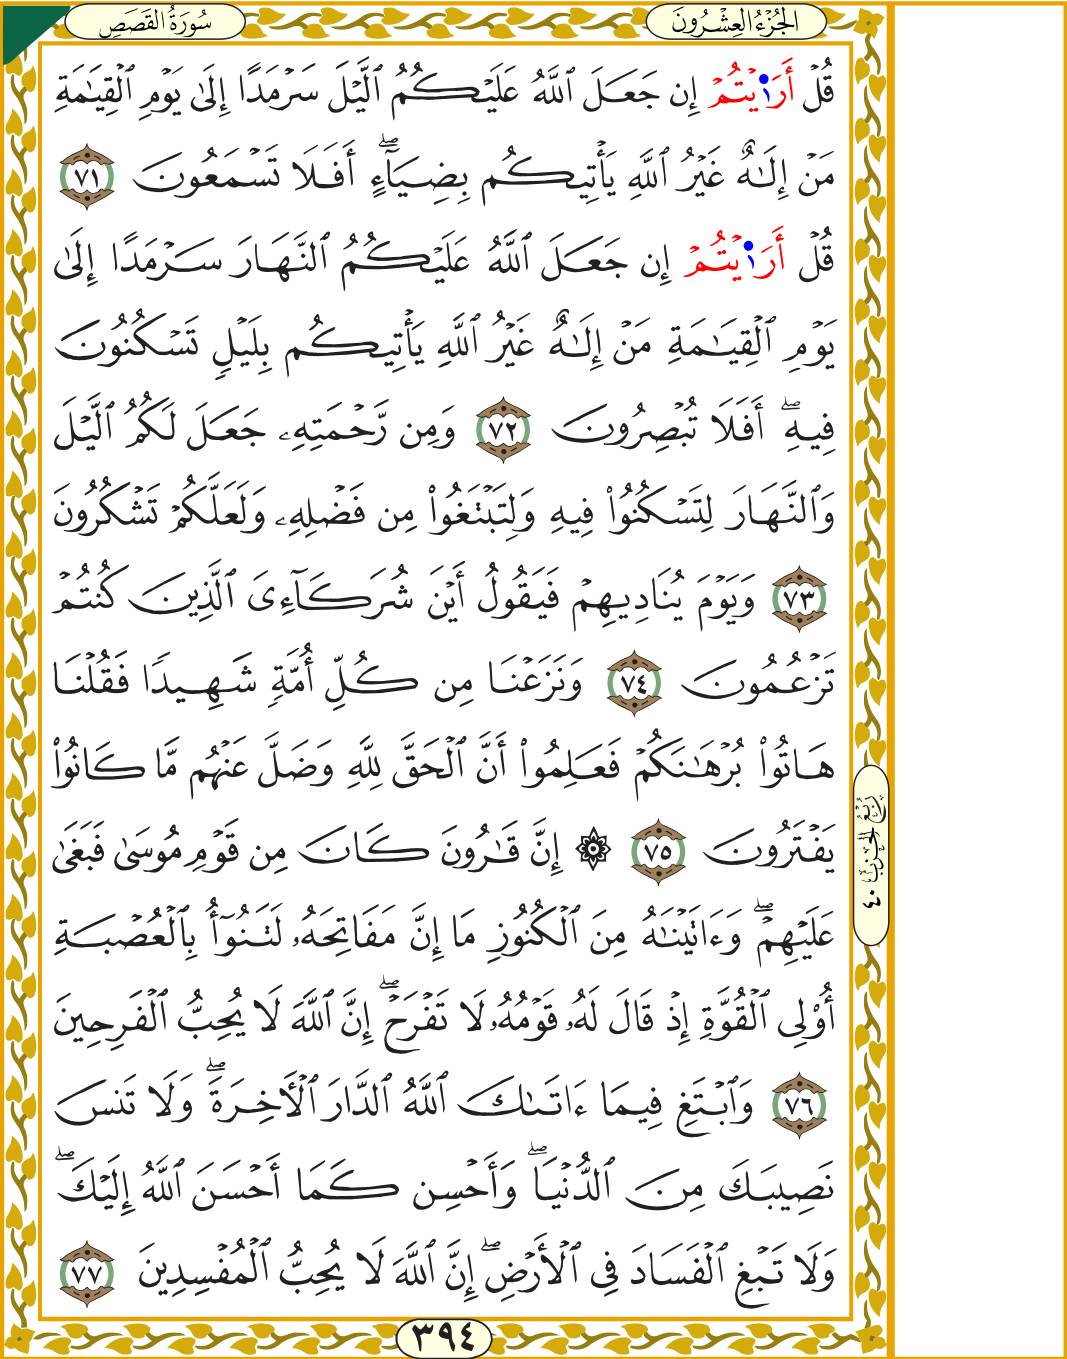 سُورَةُ القَصَصِ
الجُزْءُ العِشْرُونَ
قُلۡ أَرَٰيۡتُمۡ إِن جَعَلَ ٱللَّهُ عَلَيۡكُمُ ٱلَّيۡلَ سَرۡمَدًا إِلَىٰ يَوۡمِ ٱلۡقِيَٰمَةِ
مَنۡ إِلَٰهٌ غَيۡرُ ٱللَّهِ يَأۡتِيكُم بِضِيَآءٍۖ أَفَلَا تَسۡمَعُونَ ٧١
قُلۡ أَرَٰيۡتُمۡ إِن جَعَلَ ٱللَّهُ عَلَيۡكُمُ ٱلنَّهَارَ سَرۡمَدًا إِلَىٰ
يَوۡمِ ٱلۡقِيَٰمَةِ مَنۡ إِلَٰهٌ غَيۡرُ ٱللَّهِ يَأۡتِيكُم بِلَيۡلٖ تَسۡكُنُونَ
فِيهِۖ أَفَلَا تُبۡصِرُونَ ٧٢ وَمِن رَّحۡمَتِهِۦ جَعَلَ لَكُمُ ٱلَّيۡلَ
وَٱلنَّهَارَ لِتَسۡكُنُواْ فِيهِ وَلِتَبۡتَغُواْ مِن فَضۡلِهِۦ وَلَعَلَّكُمۡ تَشۡكُرُونَ
٧٣ وَيَوۡمَ يُنَادِيهِمۡ فَيَقُولُ أَيۡنَ شُرَكَآءِيَ ٱلَّذِينَ كُنتُمۡ
تَزۡعُمُونَ ٧٤ وَنَزَعۡنَا مِن كُلِّ أُمَّةٖ شَهِيدٗا فَقُلۡنَا
هَاتُواْ بُرۡهَٰنَكُمۡ فَعَلِمُوٓاْ أَنَّ ٱلۡحَقَّ لِلَّهِ وَضَلَّ عَنۡهُم مَّا كَانُواْ
يَفۡتَرُونَ ٧٥ ۞ إِنَّ قَٰرُونَ كَانَ مِن قَوۡمِ مُوسَىٰ فَبَغَىٰ
عَلَيۡهِمۡۖ وَءَاتَيۡنَٰهُ مِنَ ٱلۡكُنُوزِ مَآ إِنَّ مَفَاتِحَهُۥ لَتَنُوٓأُ بِٱلۡعُصۡبَةِ
أُوْلِي ٱلۡقُوَّةِ إِذۡ قَالَ لَهُۥ قَوۡمُهُۥ لَا تَفۡرَحۡۖ إِنَّ ٱللَّهَ لَا يُحِبُّ ٱلۡفَرِحِينَ
٧٦ وَٱبۡتَغِ فِيمَآ ءَاتَىٰكَ ٱللَّهُ ٱلدَّارَ ٱلۡأٓخِرَةَۖ وَلَا تَنسَ
نَصِيبَكَ مِنَ ٱلدُّنۡيَاۖ وَأَحۡسِن كَمَآ أَحۡسَنَ ٱللَّهُ إِلَيۡكَۖ
وَلَا تَبۡغِ ٱلۡفَسَادَ فِي ٱلۡأَرۡضِۖ إِنَّ ٱللَّهَ لَا يُحِبُّ ٱلۡمُفۡسِدِينَ ٧٧
رُبْعُ الحِزْبِ ٤٠
٣٩٤